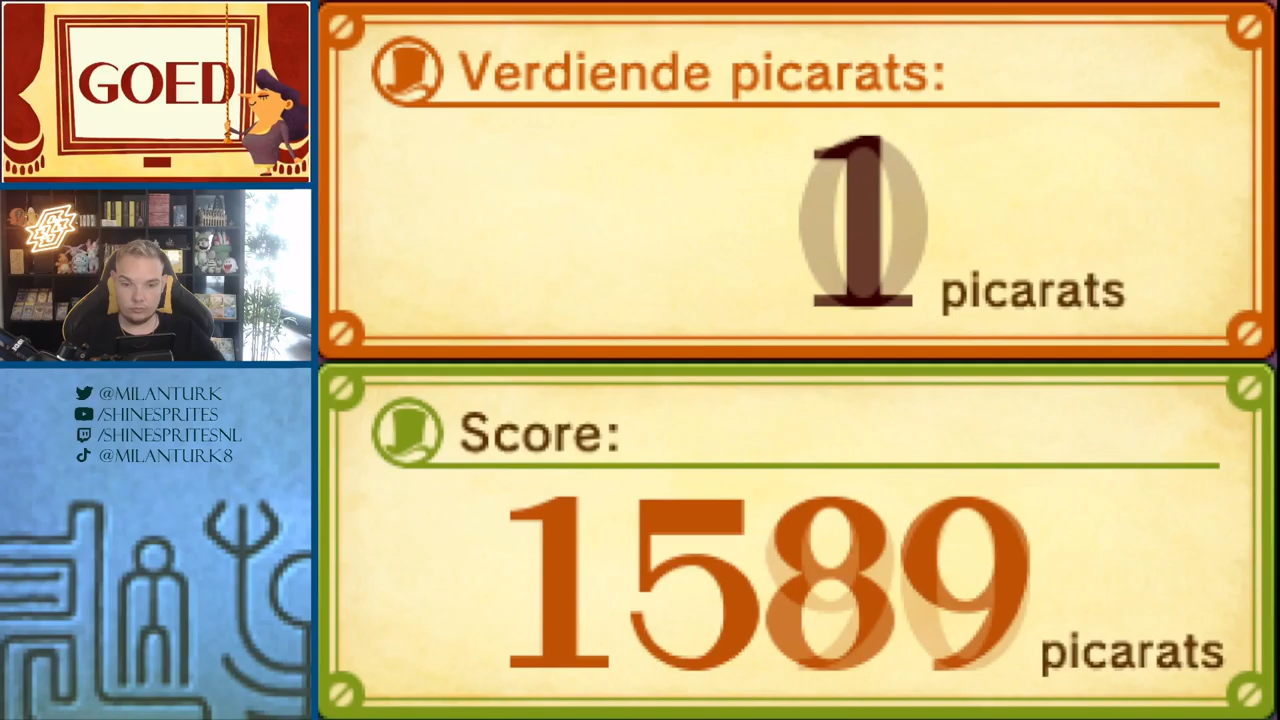 GOED
Verdiende picarats:
1 picarats
Score:
1589 picarats
@MILANTURK
/SHINESPRITES
/SHINESPRITESNL
@MILANTURK8